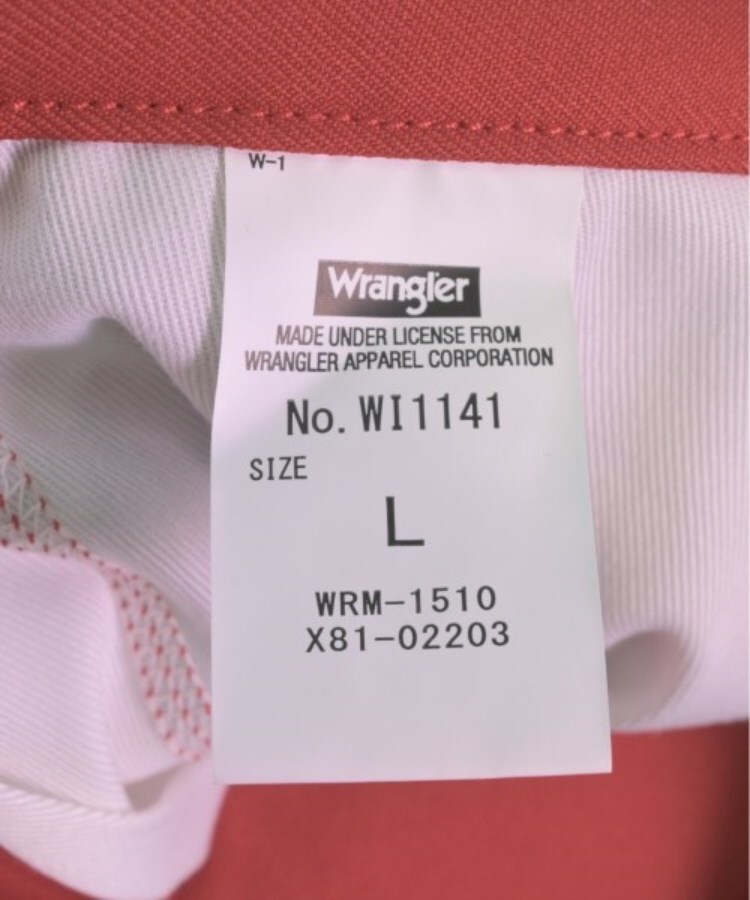 W-1
Wrangler
MADE UNDER LICENSE FROM
WRANGLER APPAREL CORPORATION
No. WI1141
SIZE
L
WRM-1510
X81-02203